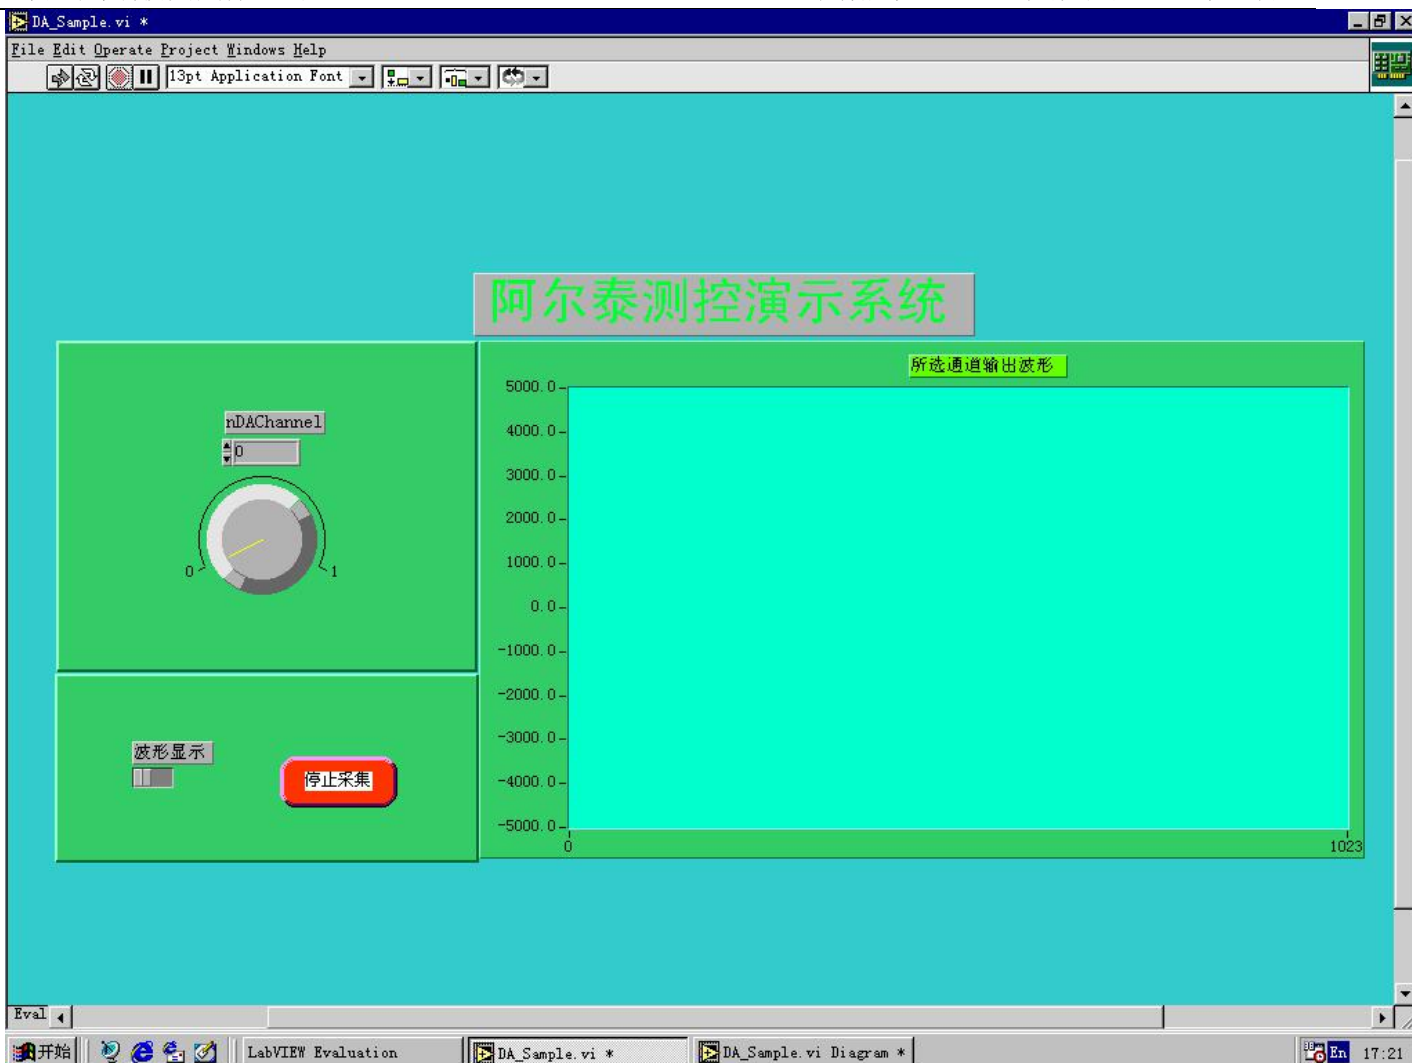 DA_Sample.vi *
File Edit Operate Project Windows Help
13pt Application Font
阿尔泰测控演示系统
nDAChannel
0
0
1
波形显示
停止采集
所选通道输出波形
5000.0
4000.0
3000.0
2000.0
1000.0
0.0
-1000.0
-2000.0
-3000.0
-4000.0
-5000.0
0
1023
Eval
开始
LabVIEW Evaluation
DA_Sample.vi *
DA_Sample.vi Diagram *
En
17:21